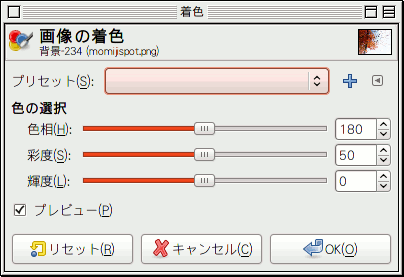 着色
画像の着色
背景-234 (momijspot.png)
プリセット(S):
色の選択
色相(H): 180
彩度(S): 50
輝度(L): 0
プレビュー(P)
リセット(R) キャンセル(C) OK(O)